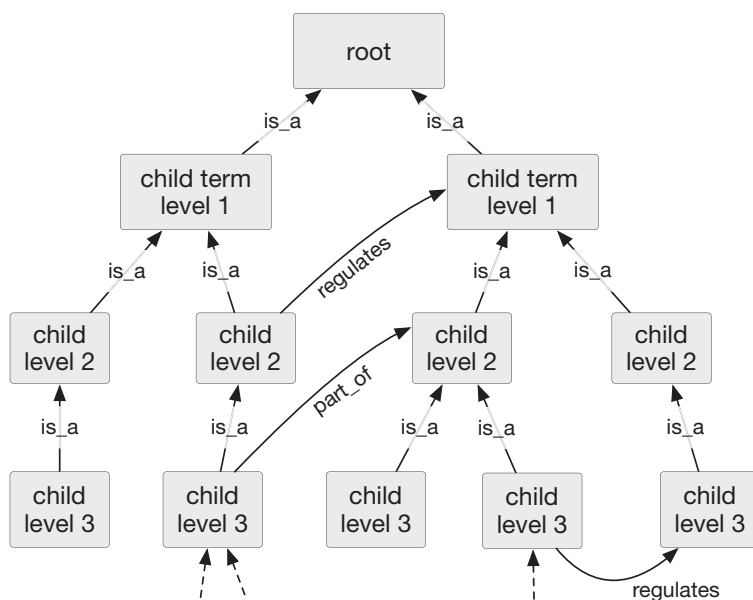 root
is_a
is_a
child term
level 1
child term
level 1
regulates
is_a
is_a
is_a
is_a
child
level 2
child
level 2
child
level 2
child
level 2
part_of
is_a
is_a
is_a
is_a
is_a
child
level 3
child
level 3
child
level 3
child
level 3
child
level 3
regulates